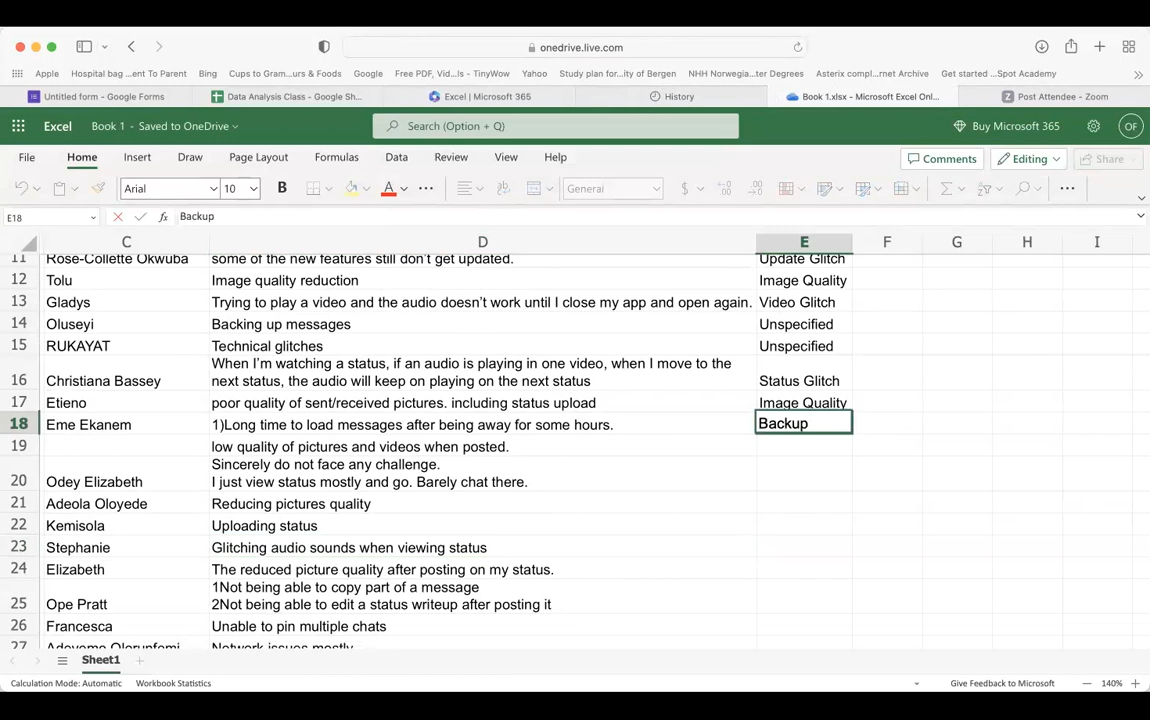 onedrive.live.com
Apple Hospital bag ...ent To Parent Bing Cups to Gram...urs & Foods Google Free PDF, Vid...ls - TinyWow Yahoo Study plan for...ity of Bergen NHH Norwegia...ter Degrees Asterix compl...rnet Archive Get started ...Spot Academy
Untitled form - Google Forms Data Analysis Class - Google Sh... Excel | Microsoft 365 History Book 1.xlsx - Microsoft Excel Onl... Post Attendee - Zoom
Excel Book 1 - Saved to OneDrive Search (Option + Q) Buy Microsoft 365 OF
File Home Insert Draw Page Layout Formulas Data Review View Help Comments Editing Share
Arial 10 B A General $
E18 fx Backup
C D E F G H I
11 Rose-Collette Okwuba some of the new features still don't get updated. Update Glitch
12 Tolu Image quality reduction Image Quality
13 Gladys Trying to play a video and the audio doesn't work until I close my app and open again. Video Glitch
14 Oluseyi Backing up messages Unspecified
15 RUKAYAT Technical glitches Unspecified
When I'm watching a status, if an audio is playing in one video, when I move to the
16 Christiana Bassey next status, the audio will keep on playing on the next status Status Glitch
17 Etieno poor quality of sent/received pictures. including status upload Image Quality
18 Eme Ekanem 1)Long time to load messages after being away for some hours. Backup
19 low quality of pictures and videos when posted.
Sincerely do not face any challenge.
20 Odey Elizabeth I just view status mostly and go. Barely chat there.
21 Adeola Oloyede Reducing pictures quality
22 Kemisola Uploading status
23 Stephanie Glitching audio sounds when viewing status
24 Elizabeth The reduced picture quality after posting on my status.
1Not being able to copy part of a message
25 Ope Pratt 2Not being able to edit a status writeup after posting it
26 Francesca Unable to pin multiple chats
27 Network issues mostly
Sheet1
Calculation Mode: Automatic Workbook Statistics Give Feedback to Microsoft 140%